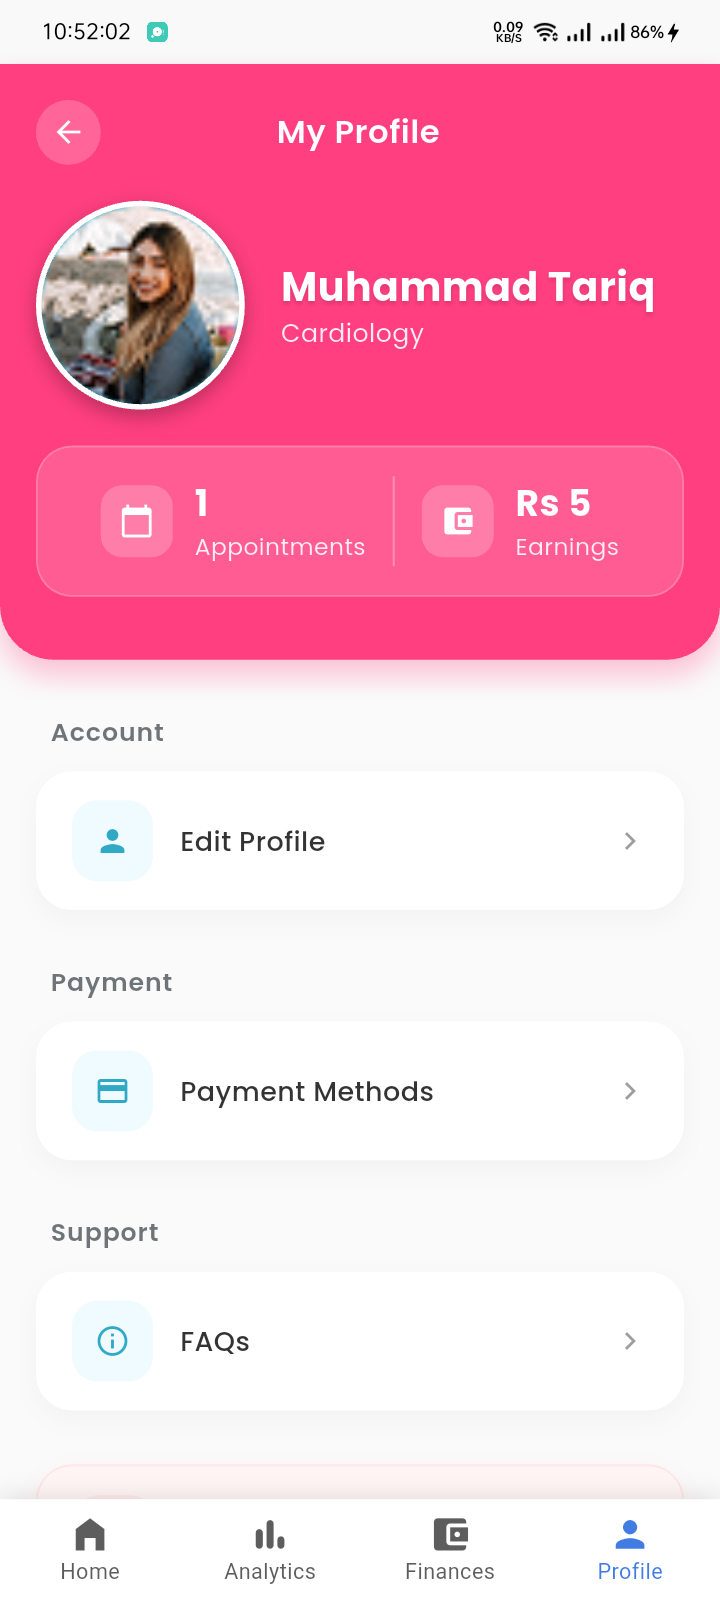 10:52:02
0.09
KB/S
86%
My Profile
Muhammad Tariq
Cardiology
1
Appointments
Rs 5
Earnings
Account
Edit Profile
Payment
Payment Methods
Support
FAQs
Home
Analytics
Finances
Profile